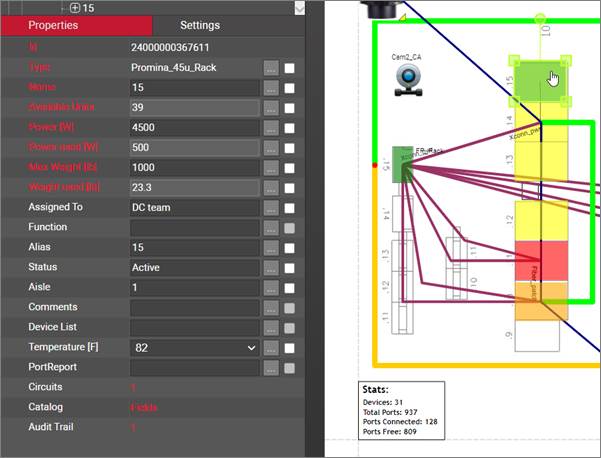 15
Properties
Settings
Id 24000000367611
Type Promina_45u_Rack ...
Name 15 ...
Available Units 39 ...
Power [W] 4500 ...
Power used [W] 500 ...
Max Weight [lb] 1000 ...
Weight used [lb] 23.3 ...
Assigned To DC team ...
Function ...
Alias 15 ...
Status Active ...
Aisle 1 ...
Comments ...
Device List ...
Temperature [F] 82 ...
PortReport ...
Circuits 1
Catalog Fields
Audit Trail 1
01
Cam2_CA
15
14
Xconn_pw
13
12
10
.15
.14
.13
.12
.11
11
10
9.
Stats:
Devices: 31
Total Ports: 937
Ports Connected: 128
Ports Free: 809